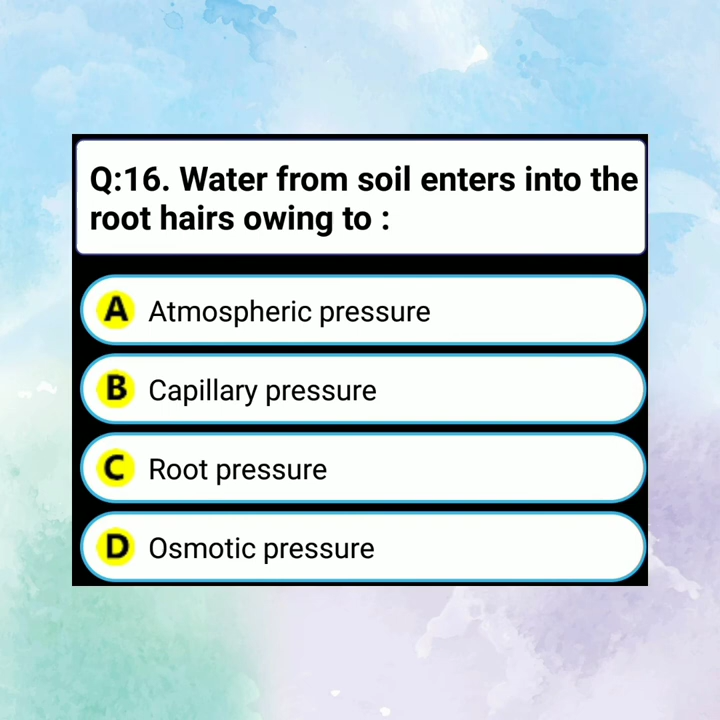 Q:16. Water from soil enters into the
root hairs owing to :
A Atmospheric pressure
B Capillary pressure
C Root pressure
D Osmotic pressure